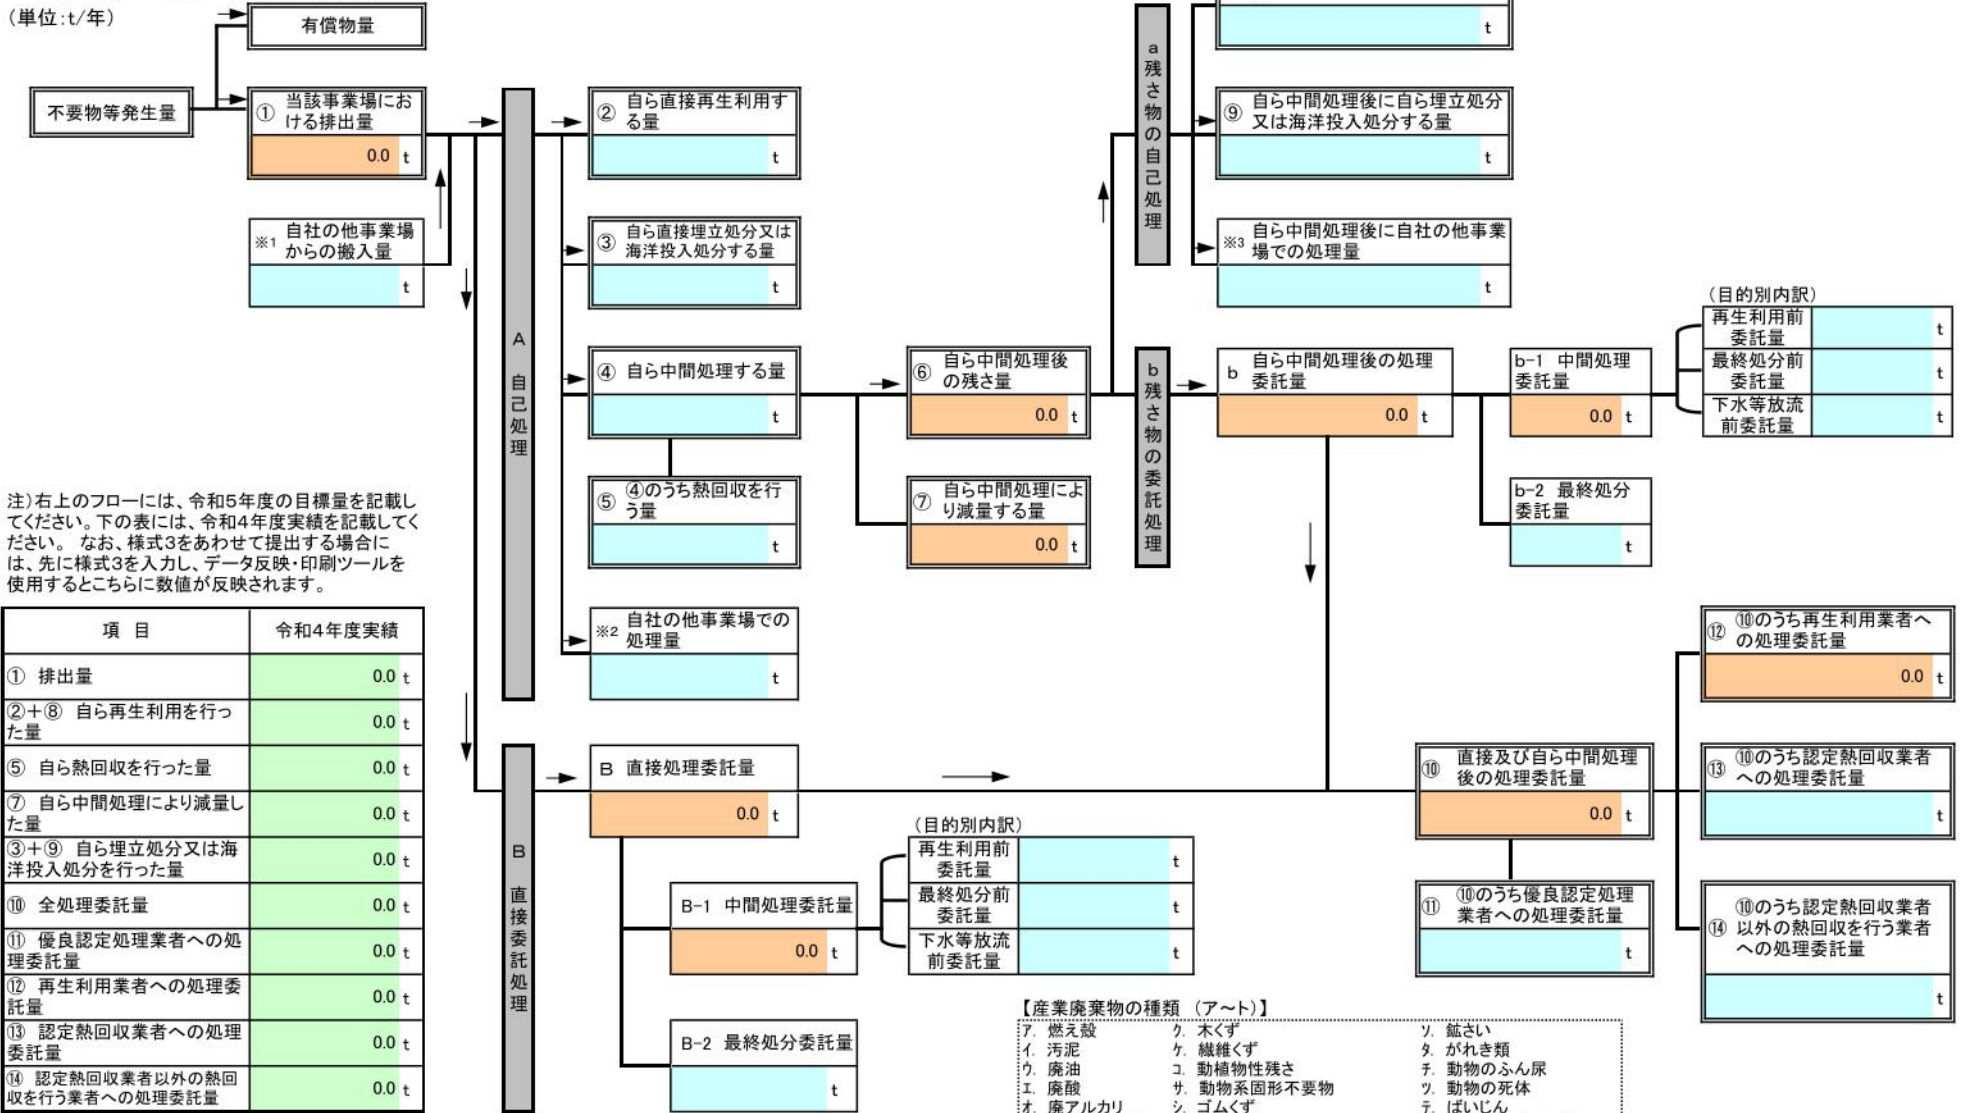 (単位:t/年)
有償物量
不要物等発生量
① 当該事業場にお
ける排出量
0.0 t
※1 自社の他事業場
からの搬入量
t
A 自己処理
② 自ら直接再生利用す
る量
t
③ 自ら直接埋立処分又は
海洋投入処分する量
t
④ 自ら中間処理する量
t
⑤ ④のうち熱回収を行
う量
t
※2 自社の他事業場での
処理量
t
⑥ 自ら中間処理後
の残さ量
0.0 t
⑦ 自ら中間処理によ
り減量する量
0.0 t
a 残さ物の自己処理
t
⑨ 自ら中間処理後に自ら埋立処分
又は海洋投入処分する量
t
※3 自ら中間処理後に自社の他事業
場での処理量
t
b 残さ物の委託処理
b 自ら中間処理後の処理
委託量
0.0 t
b-1 中間処理
委託量
0.0 t
(目的別内訳)
再生利用前
委託量
t
最終処分前
委託量
t
下水等放流
前委託量
t
b-2 最終処分
委託量
t
注)右上のフローには、令和5年度の目標量を記載し
てください。下の表には、令和4年度実績を記載してく
ださい。 なお、様式3をあわせて提出する場合に
は、先に様式3を入力し、データ反映・印刷ツールを
使用するとこちらに数値が反映されます。
項 目 令和4年度実績
① 排出量 0.0 t
②+⑧ 自ら再生利用を行っ
た量 0.0 t
⑤ 自ら熱回収を行った量 0.0 t
⑦ 自ら中間処理により減量し
た量 0.0 t
③+⑨ 自ら埋立処分又は海
洋投入処分を行った量 0.0 t
⑩ 全処理委託量 0.0 t
⑪ 優良認定処理業者への処
理委託量 0.0 t
⑫ 再生利用業者への処理委
託量 0.0 t
⑬ 認定熱回収業者への処理
委託量 0.0 t
⑭ 認定熱回収業者以外の熱回
収を行う業者への処理委託量 0.0 t
B 直接委託処理
B 直接処理委託量
0.0 t
B-1 中間処理委託量
0.0 t
(目的別内訳)
再生利用前
委託量
t
最終処分前
委託量
t
下水等放流
前委託量
t
B-2 最終処分委託量
t
⑩ 直接及び自ら中間処理
後の処理委託量
0.0 t
⑪ ⑩のうち優良認定処理
業者への処理委託量
t
⑫ ⑩のうち再生利用業者へ
の処理委託量
0.0 t
⑬ ⑩のうち認定熱回収業者
への処理委託量
t
⑭ ⑩のうち認定熱回収業者
以外の熱回収を行う業者
への処理委託量
t
【産業廃棄物の種類 (ア～ト)】
ア. 燃え殻 ク. 木くず ソ. 鉱さい
イ. 汚泥 ケ. 繊維くず タ. がれき類
ウ. 廃油 コ. 動植物性残さ チ. 動物のふん尿
エ. 廃酸 サ. 動物系固形不要物 ツ. 動物の死体
オ. 廃アルカリ シ. ゴムくず テ. ばいじん